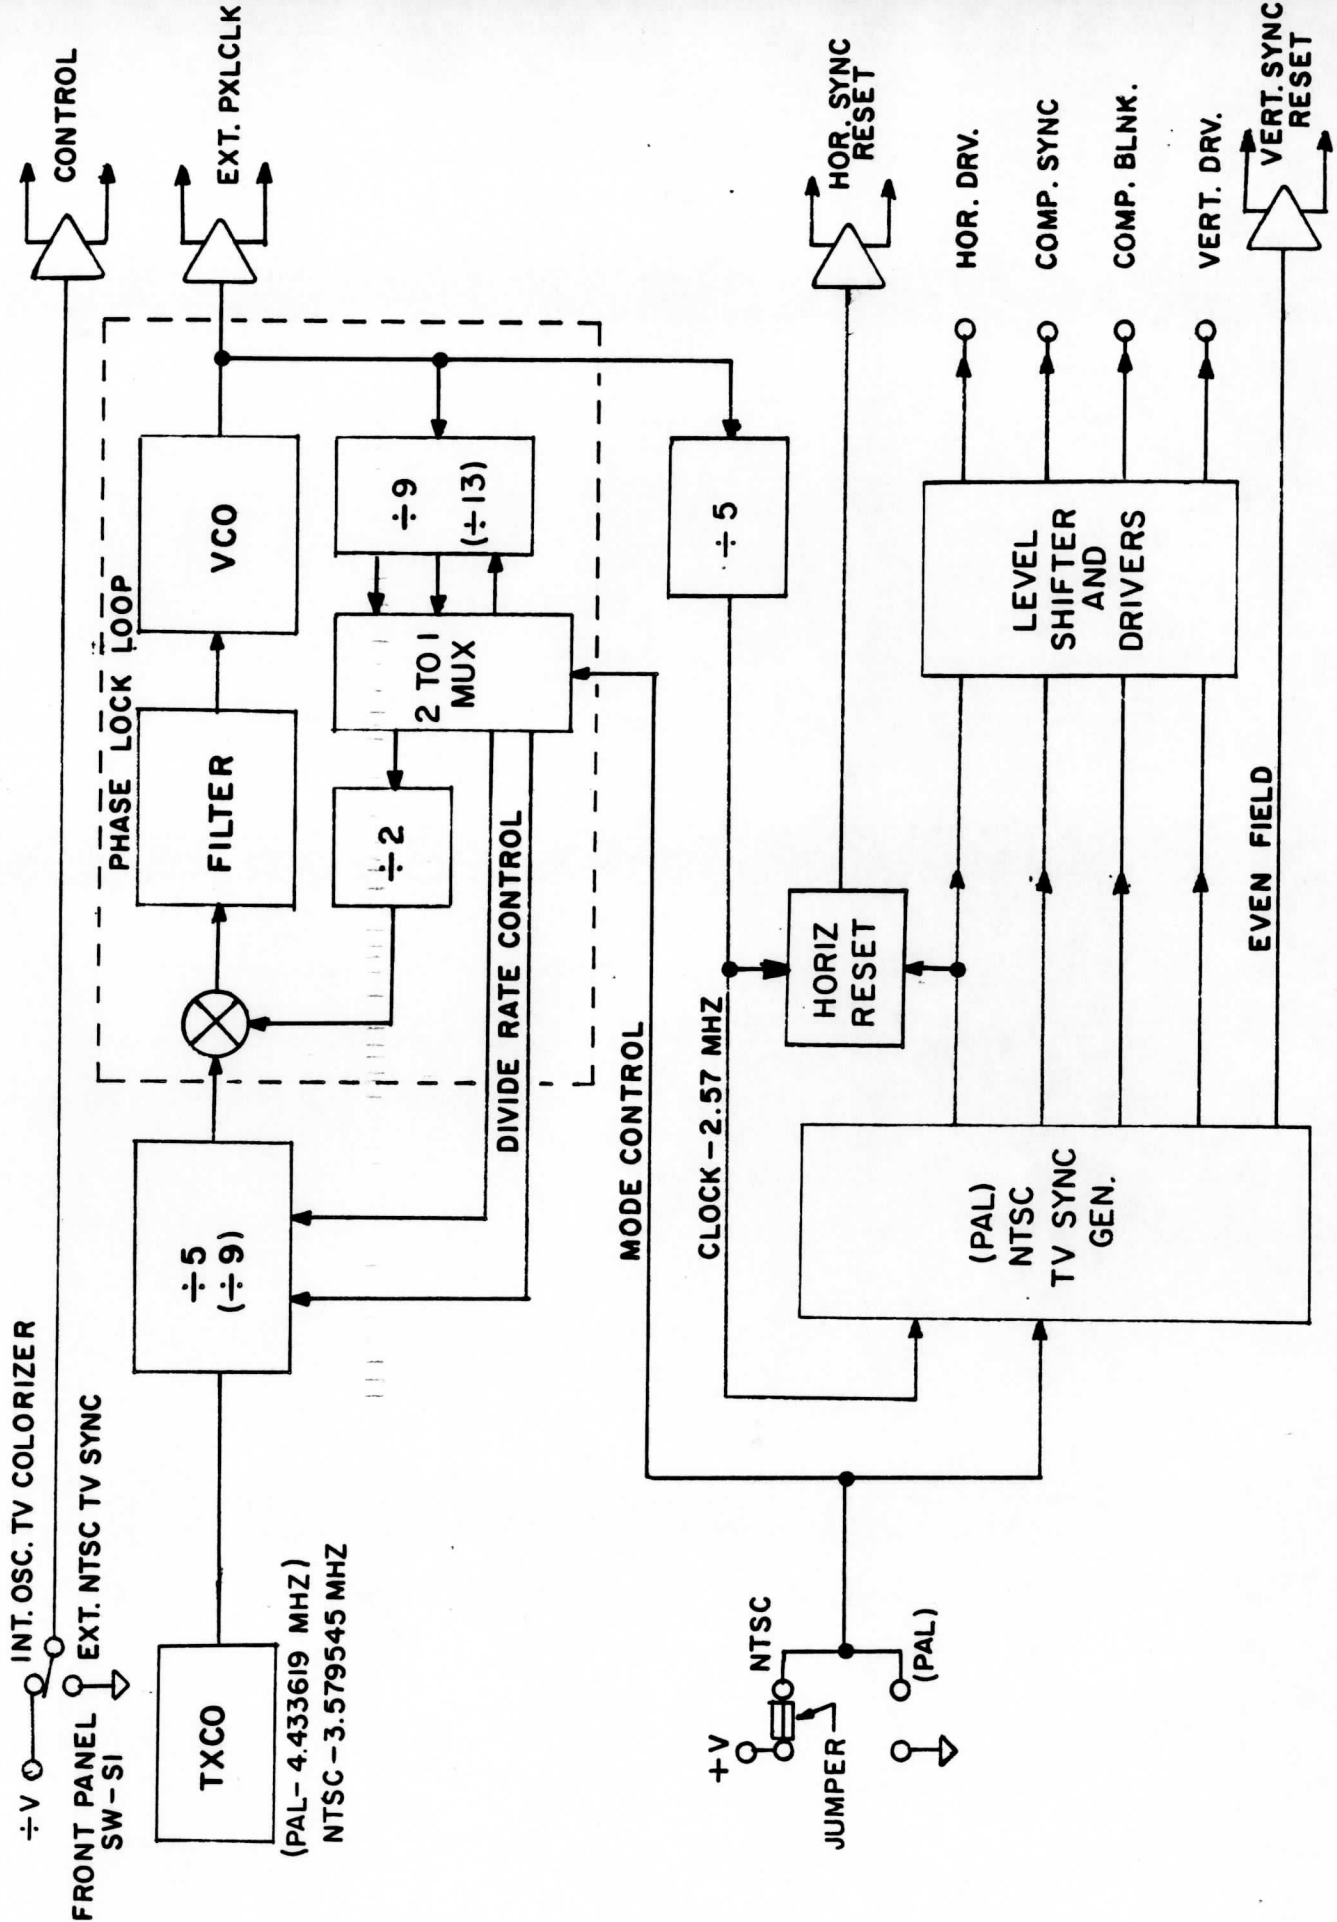 ÷V
INT. OSC. TV COLORIZER
EXT. NTSC TV SYNC
FRONT PANEL
SW-S1
CONTROL
TXCO
(PAL- 4.433619 MHZ)
NTSC-3.579545 MHZ
÷5
(÷9)
PHASE LOCK LOOP
FILTER
VCO
EXT. PXLCLK
÷2
2 TO 1
MUX
÷9
(÷13)
DIVIDE RATE CONTROL
MODE CONTROL
CLOCK-2.57 MHZ
÷5
HORIZ
RESET
HOR. SYNC
RESET
+V
NTSC
JUMPER
(PAL)
(PAL)
NTSC
TV SYNC
GEN.
LEVEL
SHIFTER
AND
DRIVERS
HOR. DRV.
COMP. SYNC
COMP. BLNK.
VERT. DRV.
EVEN FIELD
VERT. SYNC
RESET